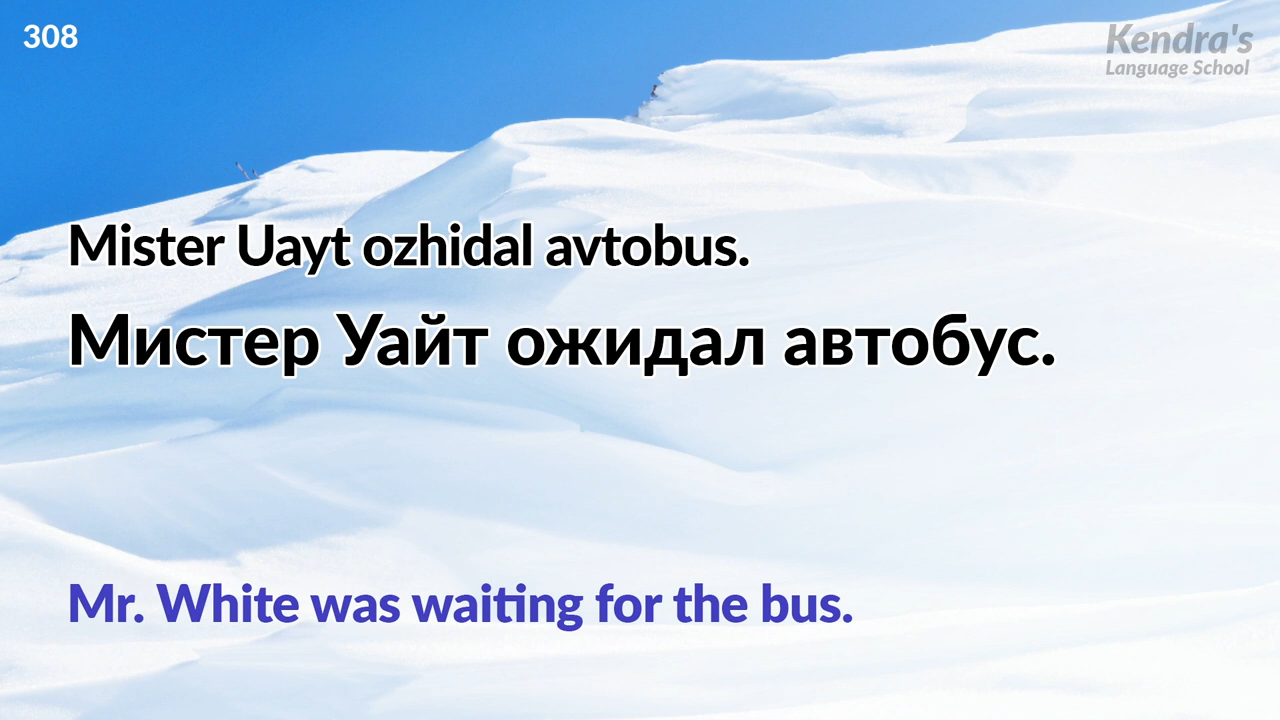 308
Kendra's
Language School
Mister Uayt ozhidal avtobus.
Мистер Уайт ожидал автобус.
Mr. White was waiting for the bus.